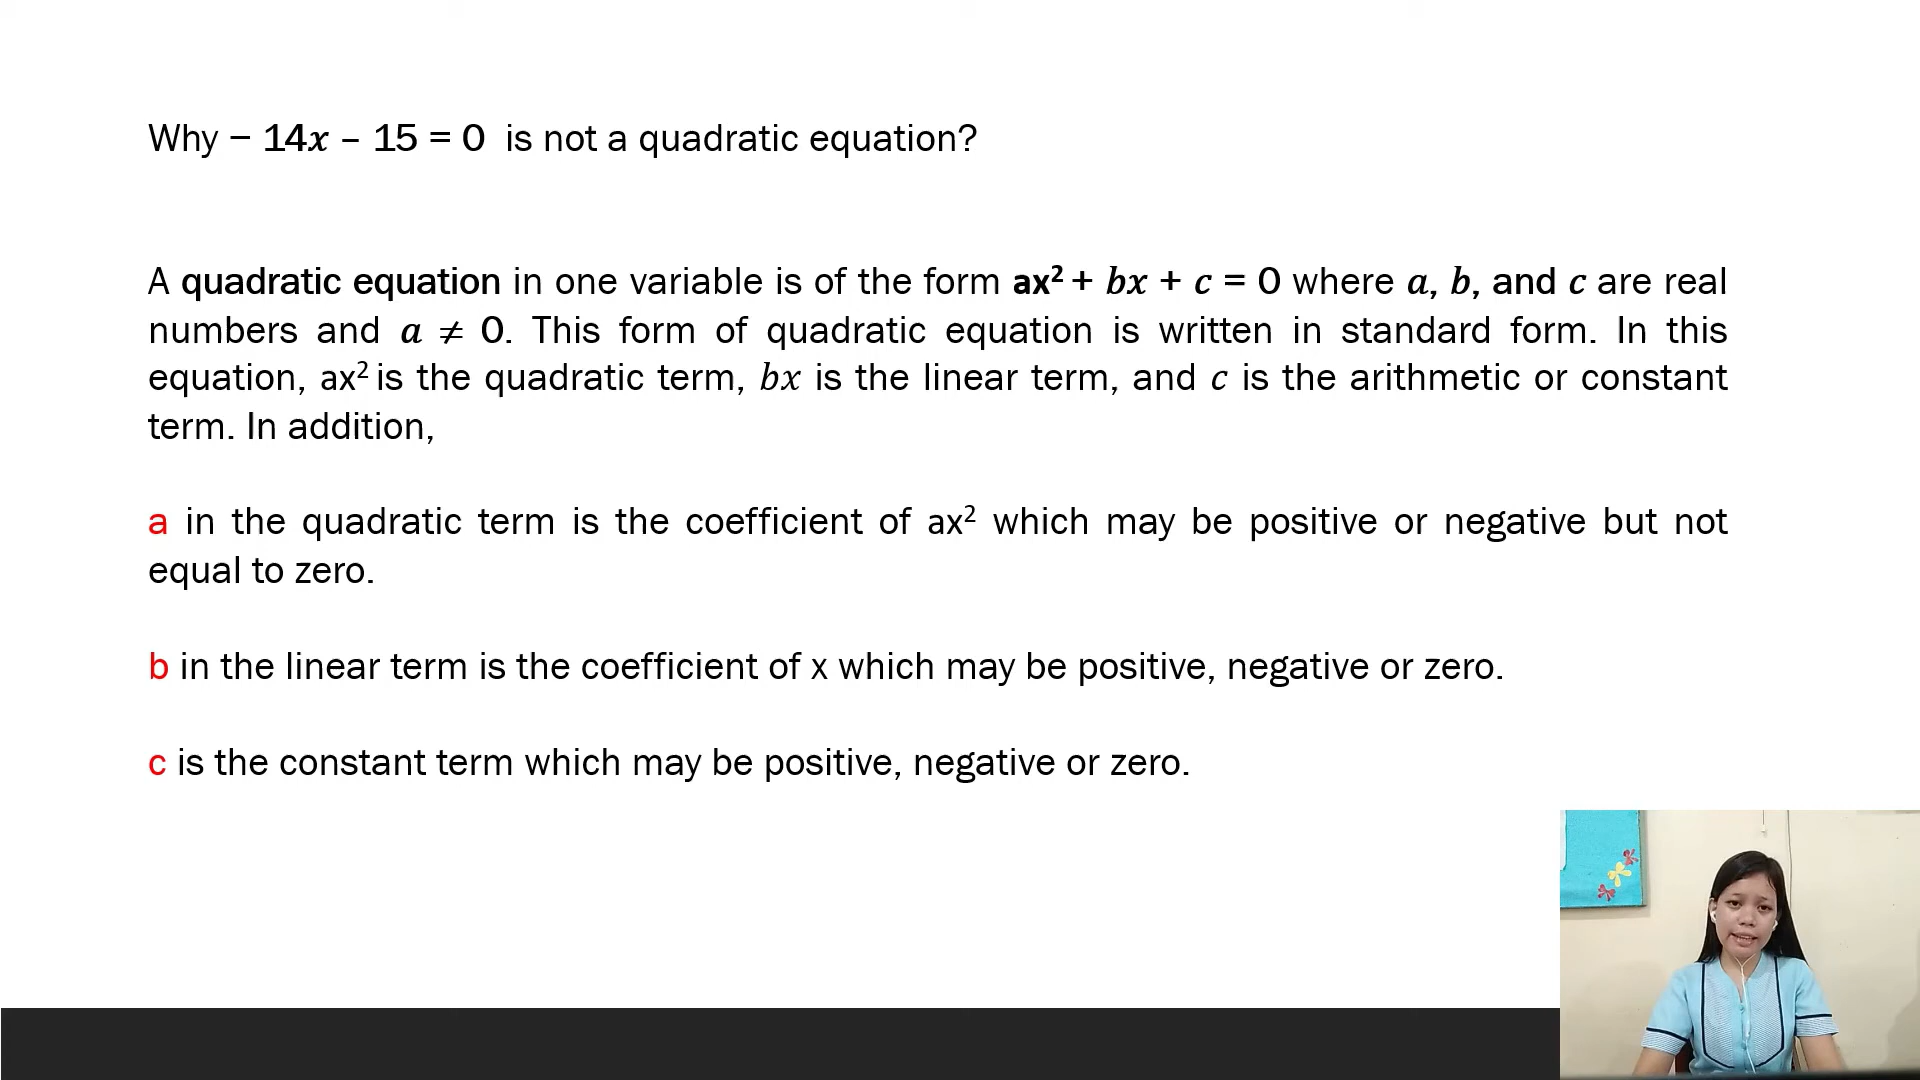 Why − 14x – 15 = 0 is not a quadratic equation?
A quadratic equation in one variable is of the form ax² + bx + c = 0 where a, b, and c are real
numbers and a ≠ 0. This form of quadratic equation is written in standard form. In this
equation, ax² is the quadratic term, bx is the linear term, and c is the arithmetic or constant
term. In addition,
a in the quadratic term is the coefficient of ax² which may be positive or negative but not
equal to zero.
b in the linear term is the coefficient of x which may be positive, negative or zero.
c is the constant term which may be positive, negative or zero.